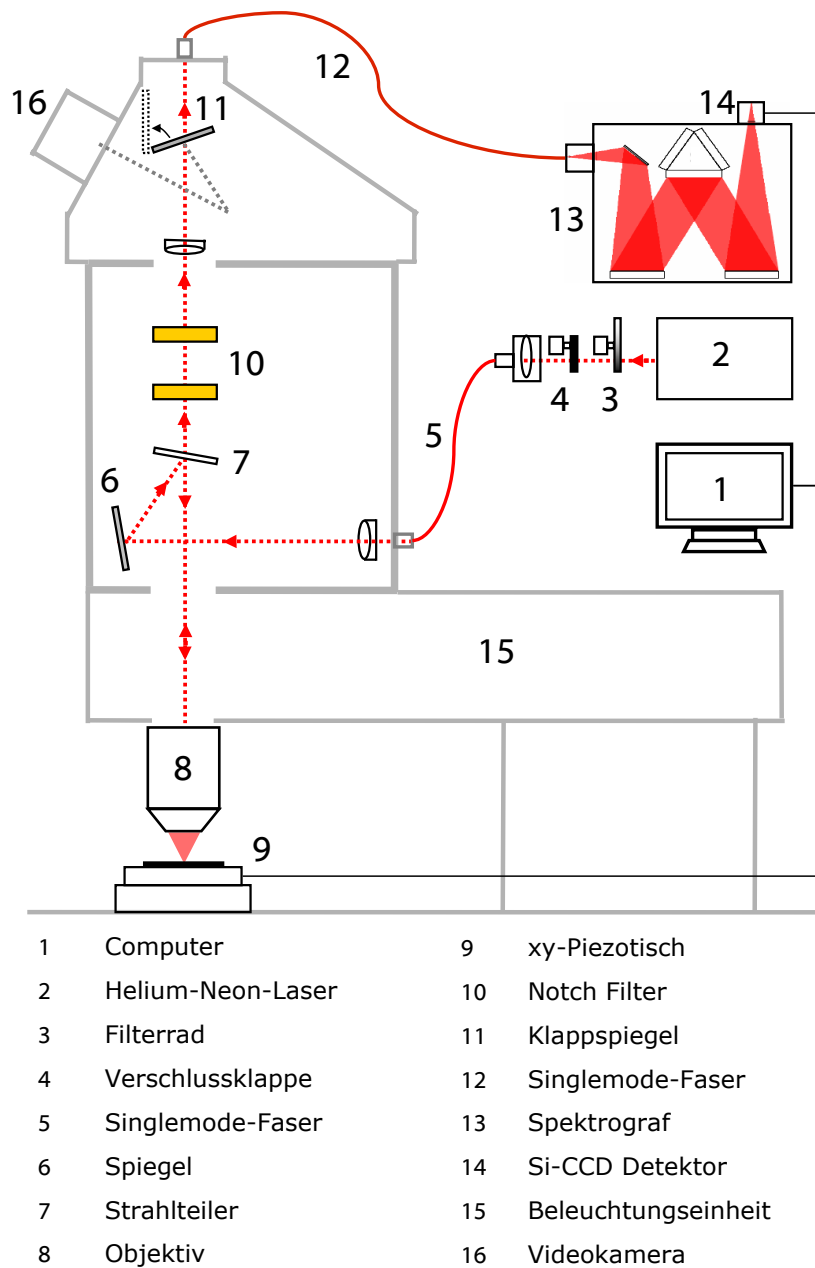 12
16
11
14
13
10
4
3
2
5
7
6
1
15
8
9
1 Computer
2 Helium-Neon-Laser
3 Filterrad
4 Verschlussklappe
5 Singlemode-Faser
6 Spiegel
7 Strahlteiler
8 Objektiv
9 xy-Piezotisch
10 Notch Filter
11 Klappspiegel
12 Singlemode-Faser
13 Spektrograf
14 Si-CCD Detektor
15 Beleuchtungseinheit
16 Videokamera